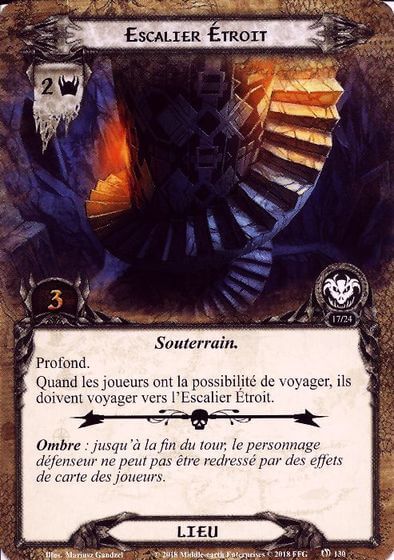 Escalier Étroit
2
3
17/24
Souterrain.
Profond.
Quand les joueurs ont la possibilité de voyager, ils
doivent voyager vers l'Escalier Étroit.
Ombre : jusqu'à la fin du tour, le personnage
défenseur ne peut pas être redressé par des effets
de carte des joueurs.
LIEU
Illus. Mariusz Gandzel © 2018 Middle-earth Enterprises © 2018 FFG 130